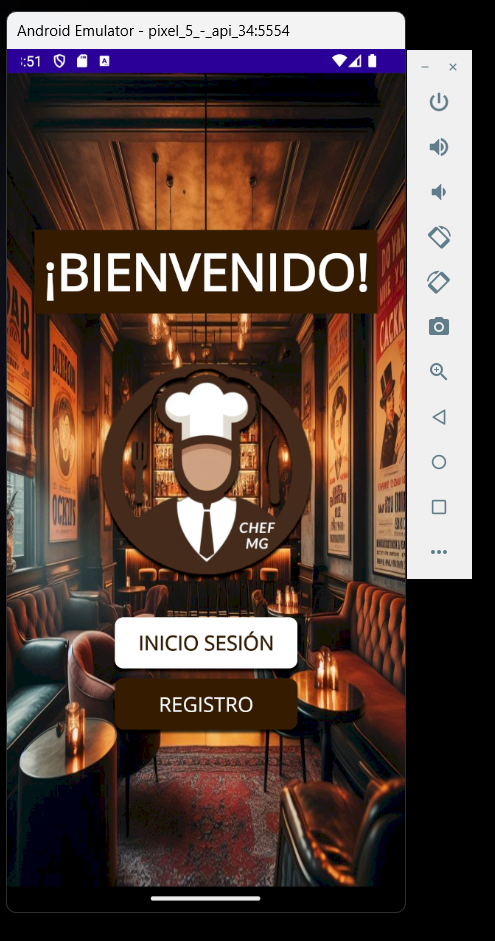 Android Emulator - pixel_5_-_api_34:5554
:51
A
¡BIENVENIDO!
CHEF
MG
INICIO SESIÓN
REGISTRO